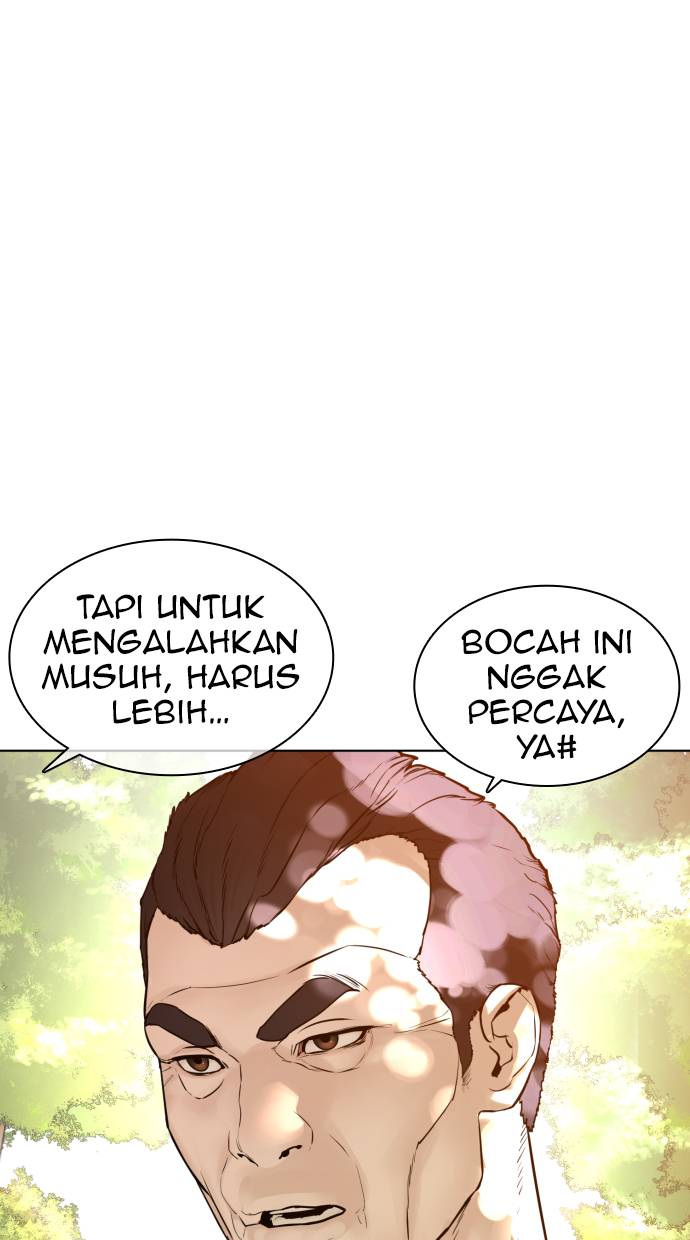 TAPI UNTUK
MENGALAHKAN
MUSUH, HARUS
LEBIH...
BOCAH INI
NGGAK
PERCAYA,
YA#